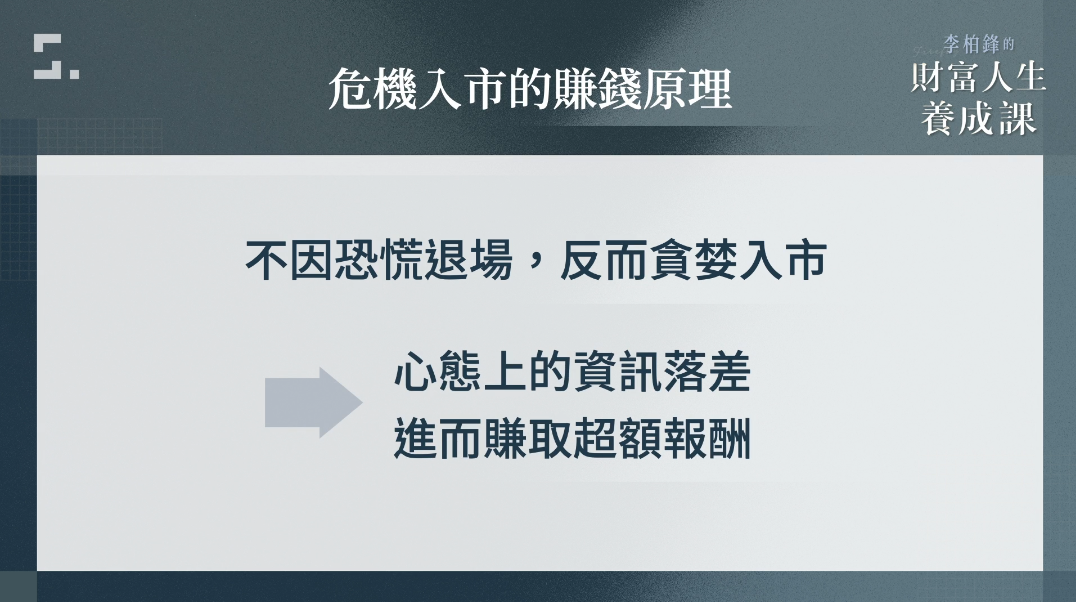 李柏鋒的
財富人生
養成課
危機入市的賺錢原理
不因恐慌退場，反而貪婪入市
心態上的資訊落差
進而賺取超額報酬